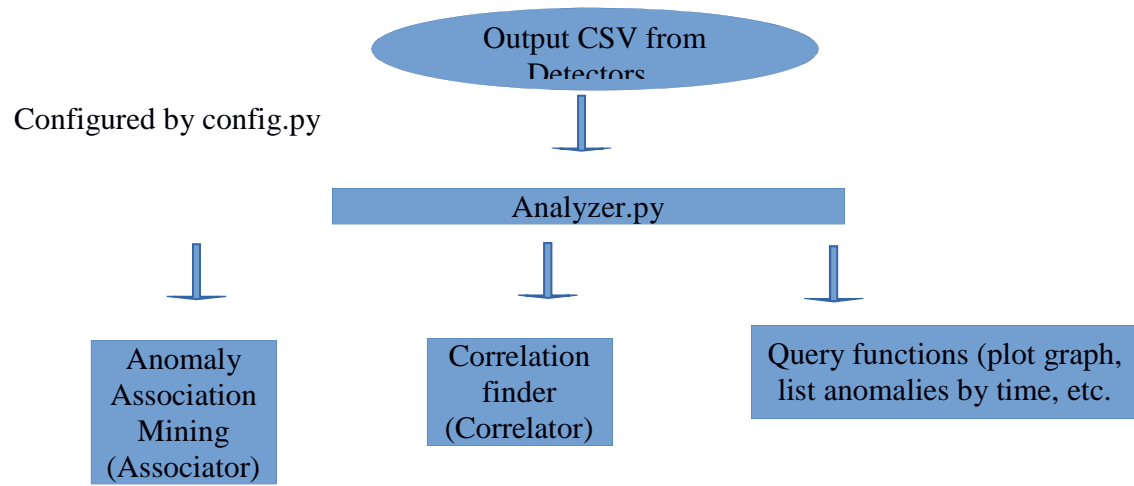 Output CSV from
Detectors
Configured by config.py
Analyzer.py
Anomaly
Association
Mining
(Associator)
Correlation
finder
(Correlator)
Query functions (plot graph,
list anomalies by time, etc.